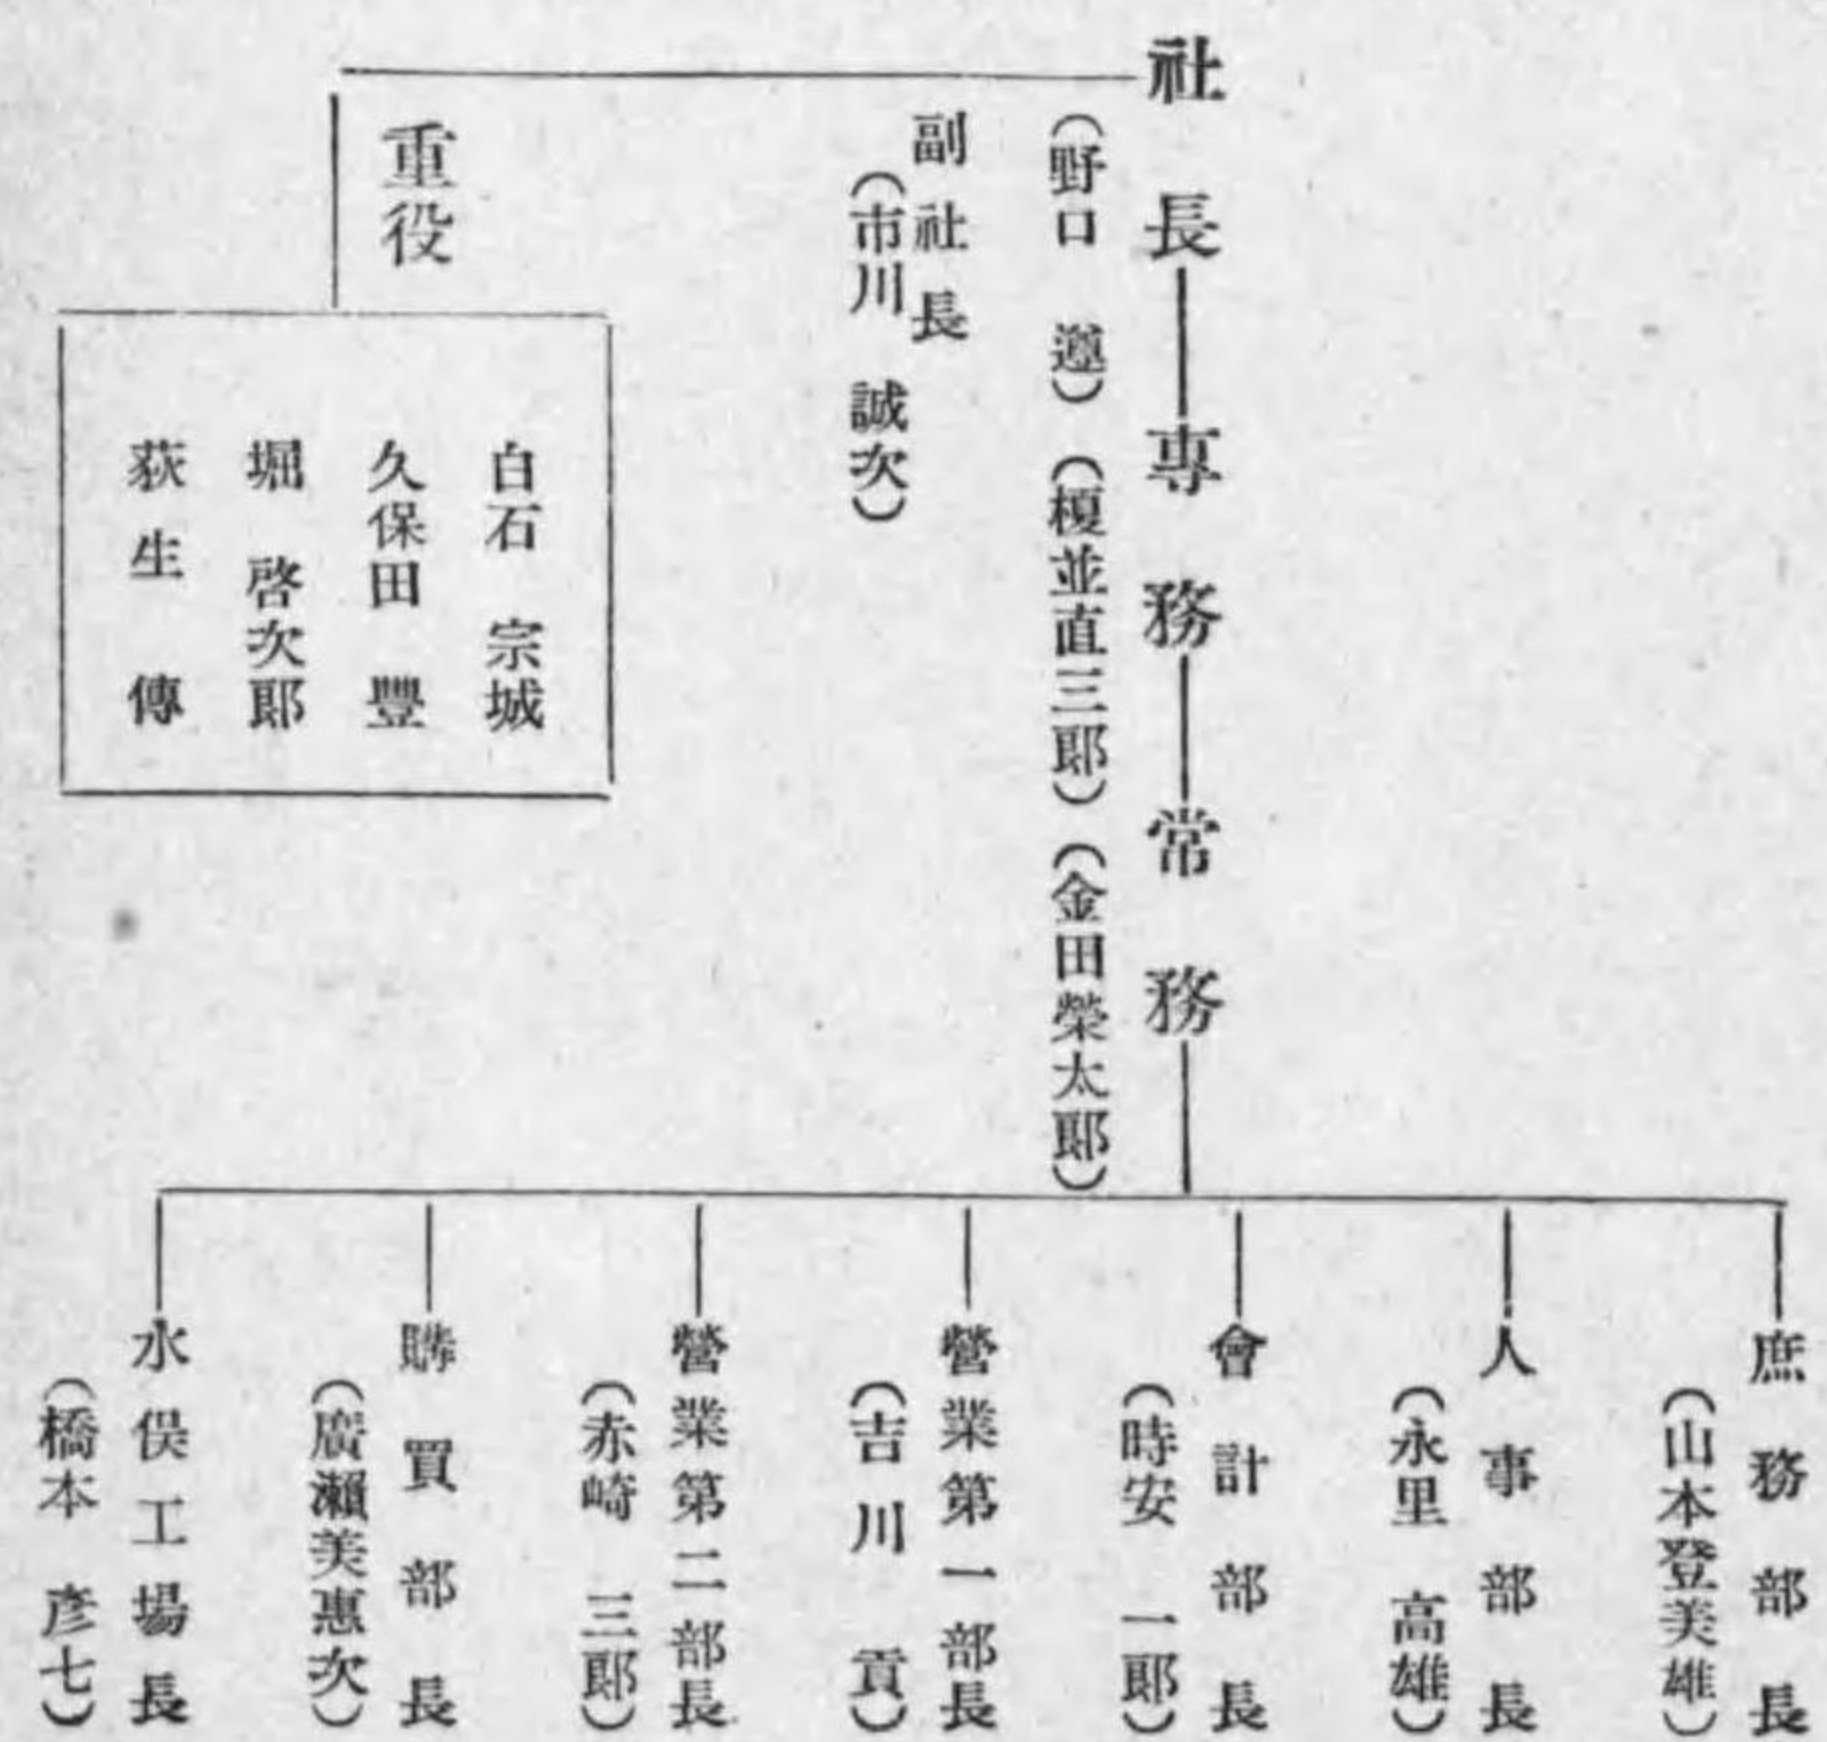 社長━專務━常務
(野口 遵)(榎並直三郎)(金田榮太郎)
副社長
(市川 誠次)
重役
白石 宗城
久保田 豐
堀 啓次郎
荻生 傳
庶務部長
(山本登美雄)
人事部長
(永里 高雄)
會計部長
(時安 一郎)
營業第一部長
(吉川 貢)
營業第二部長
(赤崎 三郎)
購買部長
(廣瀨美惠次)
水俣工場長
(橋本 彦七)